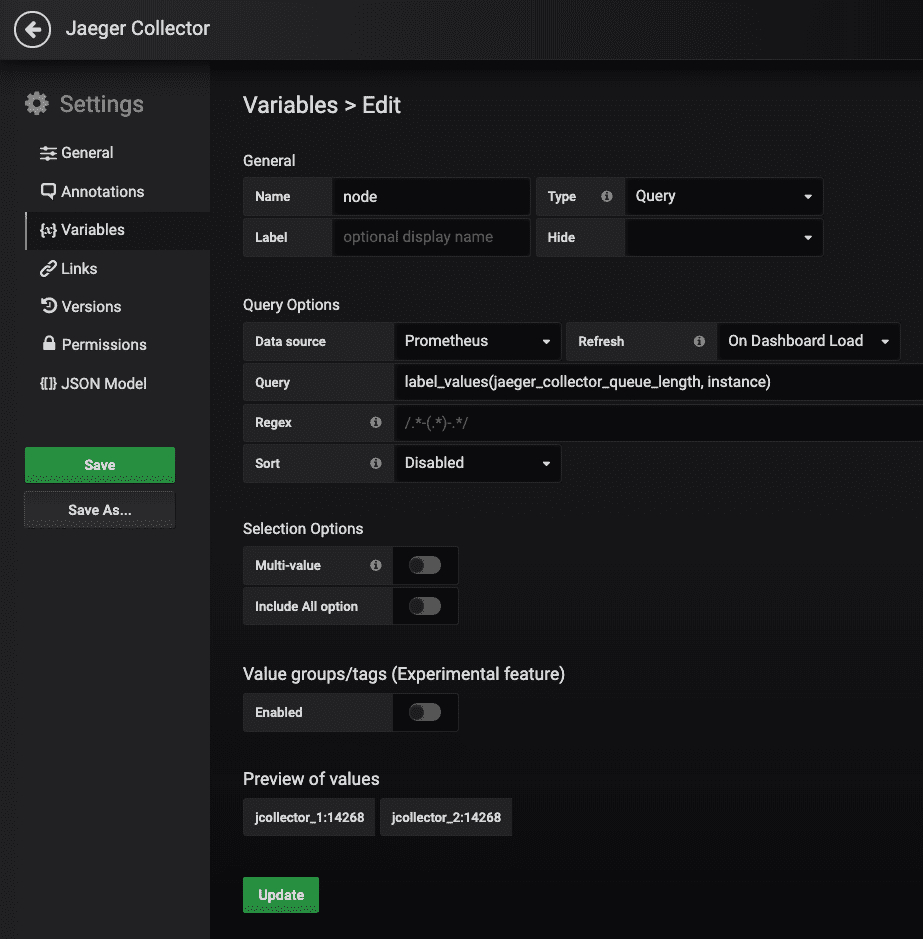 Jaeger Collector
Settings
General
Annotations
{x} Variables
Links
Versions
Permissions
{[]} JSON Model
Save
Save As...
Variables > Edit
General
Name node Type Query
Label optional display name Hide
Query Options
Data source Prometheus Refresh On Dashboard Load
Query label_values(jaeger_collector_queue_length, instance)
Regex /.*-(.*)-.*/
Sort Disabled
Selection Options
Multi-value
Include All option
Value groups/tags (Experimental feature)
Enabled
Preview of values
jcollector_1:14268 jcollector_2:14268
Update